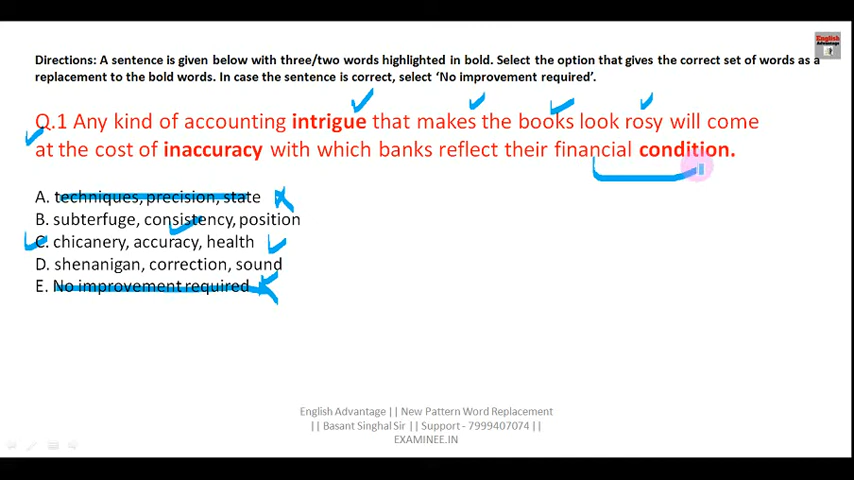 English
Advantage
Directions: A sentence is given below with three/two words highlighted in bold. Select the option that gives the correct set of words as a
replacement to the bold words. In case the sentence is correct, select ‘No improvement required’.
Q.1 Any kind of accounting intrigue that makes the books look rosy will come
at the cost of inaccuracy with which banks reflect their financial condition.
A. techniques, precision, state
B. subterfuge, consistency, position
C. chicanery, accuracy, health
D. shenanigan, correction, sound
E. No improvement required
English Advantage || New Pattern Word Replacement
|| Basant Singhal Sir || Support - 7999407074 ||
EXAMINEE.IN